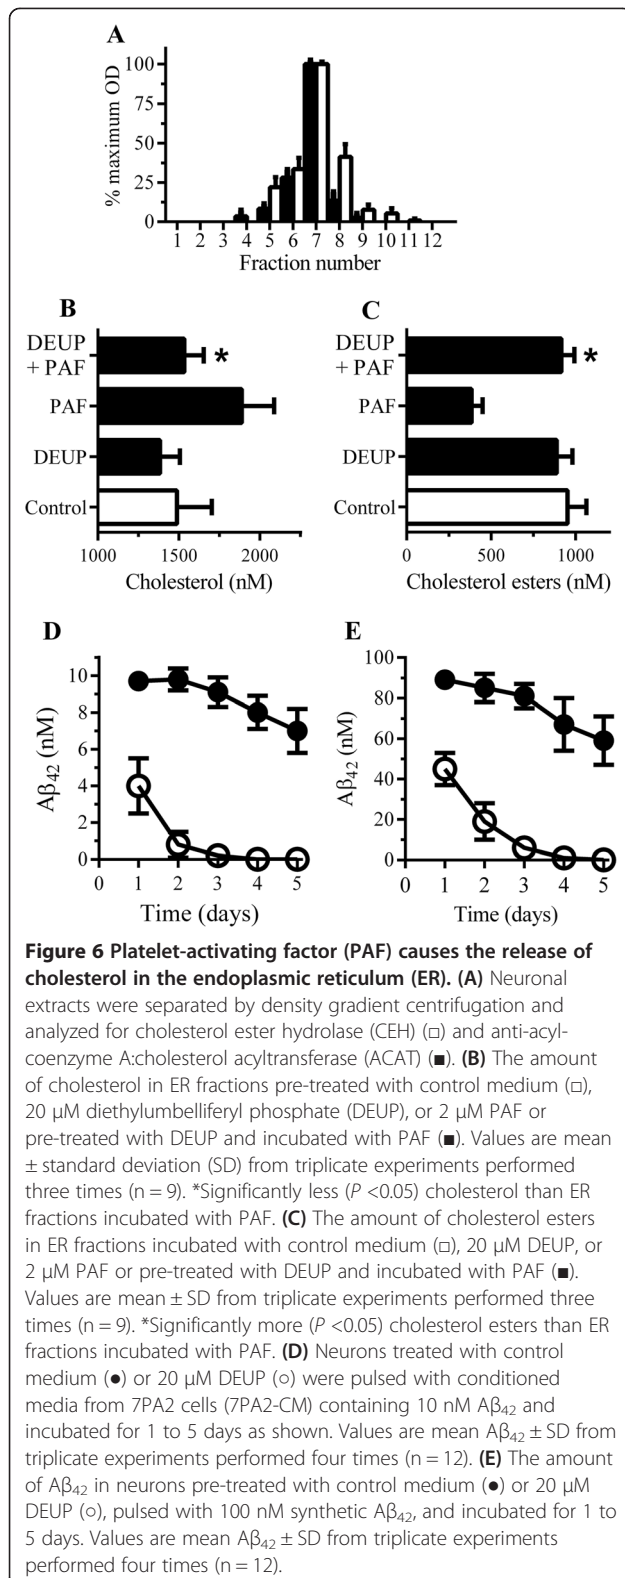 A
% maximum OD
100
75
50
25
0
1 2 3 4 5 6 7 8 9 10 11 12
Fraction number
B
DEUP
+ PAF
*
PAF
DEUP
Control
1000 1500 2000
Cholesterol (nM)
C
DEUP
+ PAF
*
PAF
DEUP
Control
0 500 1000
Cholesterol esters (nM)
D
Aβ42 (nM)
10
8
6
4
2
0
0 1 2 3 4 5
Time (days)
E
Aβ42 (nM)
100
80
60
40
20
0
0 1 2 3 4 5
Time (days)
Figure 6 Platelet-activating factor (PAF) causes the release of
cholesterol in the endoplasmic reticulum (ER). (A) Neuronal
extracts were separated by density gradient centrifugation and
analyzed for cholesterol ester hydrolase (CEH) (□) and anti-acyl-
coenzyme A:cholesterol acyltransferase (ACAT) (■). (B) The amount
of cholesterol in ER fractions pre-treated with control medium (□),
20 μM diethylumbelliferyl phosphate (DEUP), or 2 μM PAF or
pre-treated with DEUP and incubated with PAF (■). Values are mean
± standard deviation (SD) from triplicate experiments performed
three times (n = 9). *Significantly less (P <0.05) cholesterol than ER
fractions incubated with PAF. (C) The amount of cholesterol esters
in ER fractions incubated with control medium (□), 20 μM DEUP, or
2 μM PAF or pre-treated with DEUP and incubated with PAF (■).
Values are mean ± SD from triplicate experiments performed three
times (n = 9). *Significantly more (P <0.05) cholesterol esters than ER
fractions incubated with PAF. (D) Neurons treated with control
medium (●) or 20 μM DEUP (○) were pulsed with conditioned
media from 7PA2 cells (7PA2-CM) containing 10 nM Aβ42 and
incubated for 1 to 5 days as shown. Values are mean Aβ42 ± SD from
triplicate experiments performed four times (n = 12). (E) The amount
of Aβ42 in neurons pre-treated with control medium (●) or 20 μM
DEUP (○), pulsed with 100 nM synthetic Aβ42, and incubated for 1 to
5 days. Values are mean Aβ42 ± SD from triplicate experiments
performed four times (n = 12).